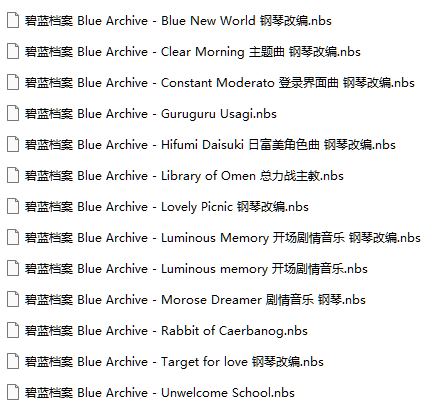 碧蓝档案 Blue Archive - Blue New World 钢琴改编.nbs
碧蓝档案 Blue Archive - Clear Morning 主题曲 钢琴改编.nbs
碧蓝档案 Blue Archive - Constant Moderato 登录界面曲 钢琴改编.nbs
碧蓝档案 Blue Archive - Guruguru Usagi.nbs
碧蓝档案 Blue Archive - Hifumi Daisuki 日富美角色曲 钢琴改编.nbs
碧蓝档案 Blue Archive - Library of Omen 总力战主教.nbs
碧蓝档案 Blue Archive - Lovely Picnic 钢琴改编.nbs
碧蓝档案 Blue Archive - Luminous Memory 开场剧情音乐 钢琴改编.nbs
碧蓝档案 Blue Archive - Luminous memory 开场剧情音乐.nbs
碧蓝档案 Blue Archive - Morose Dreamer 剧情音乐 钢琴.nbs
碧蓝档案 Blue Archive - Rabbit of Caerbanog.nbs
碧蓝档案 Blue Archive - Target for love 钢琴改编.nbs
碧蓝档案 Blue Archive - Unwelcome School.nbs